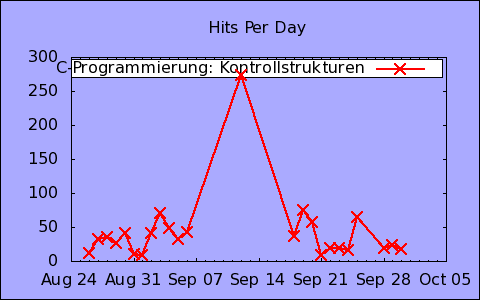 Hits Per Day
300
C-Programmierung: Kontrollstrukturen
250
200
150
100
50
0
Aug 24 Aug 31 Sep 07 Sep 14 Sep 21 Sep 28 Oct 05